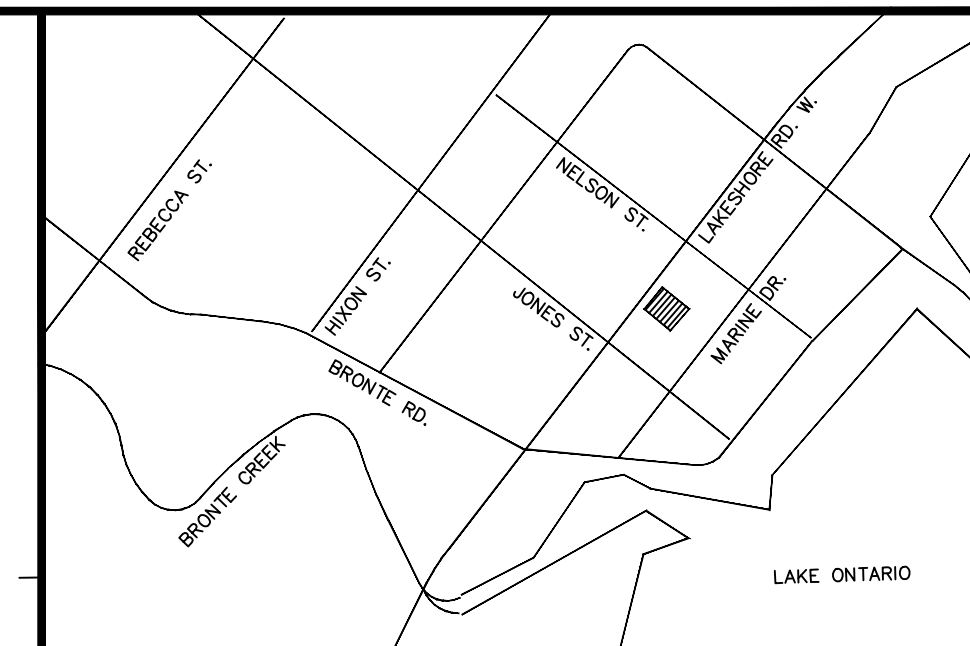 LAKESHORE RD. W.
REBECCA ST.
NELSON ST.
HIXON ST.
JONES ST.
MARINE DR.
BRONTE RD.
BRONTE CREEK
LAKE ONTARIO